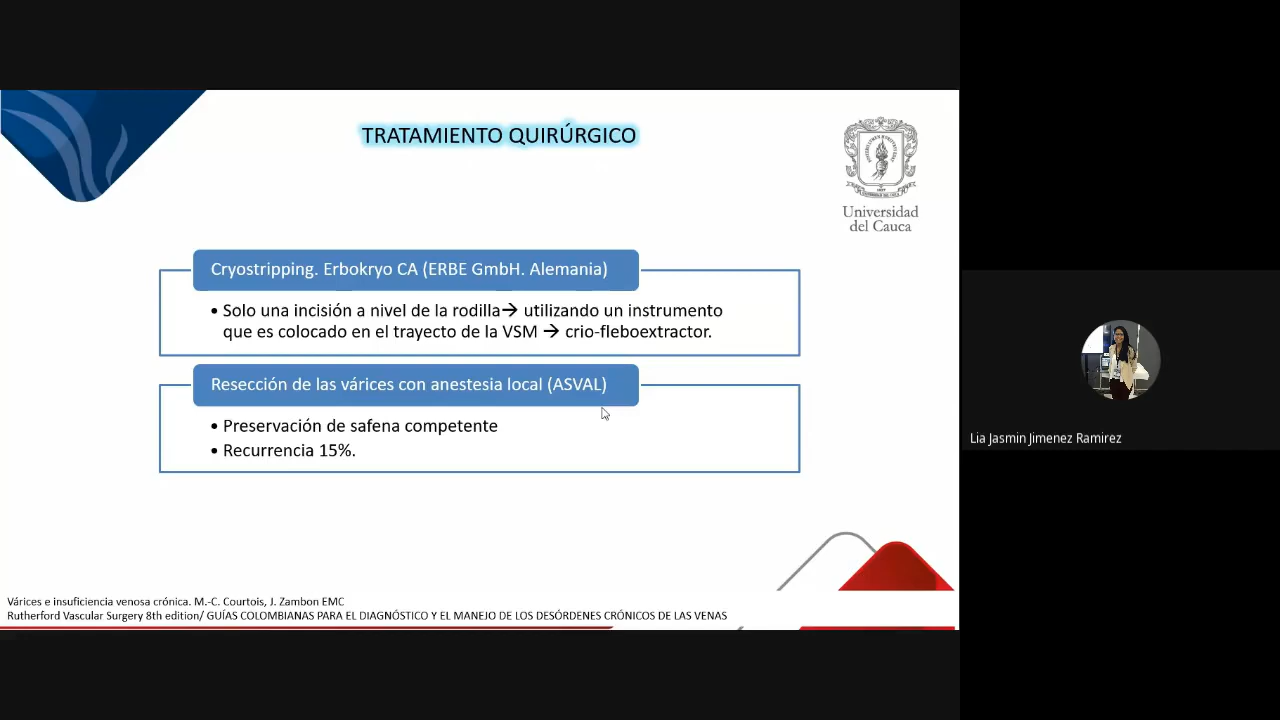 TRATAMIENTO QUIRÚRGICO
Universidad
del Cauca
Cryostripping. Erbokryo CA (ERBE GmbH. Alemania)
• Solo una incisión a nivel de la rodilla→ utilizando un instrumento
que es colocado en el trayecto de la VSM → crio-fleboextractor.
Resección de las várices con anestesia local (ASVAL)
• Preservación de safena competente
• Recurrencia 15%.
Lia Jasmin Jimenez Ramirez
Várices e insuficiencia venosa crónica. M.-C. Courtois, J. Zambon EMC
Rutherford Vascular Surgery 8th edition/ GUÍAS COLOMBIANAS PARA EL DIAGNÓSTICO Y EL MANEJO DE LOS DESÓRDENES CRÓNICOS DE LAS VENAS